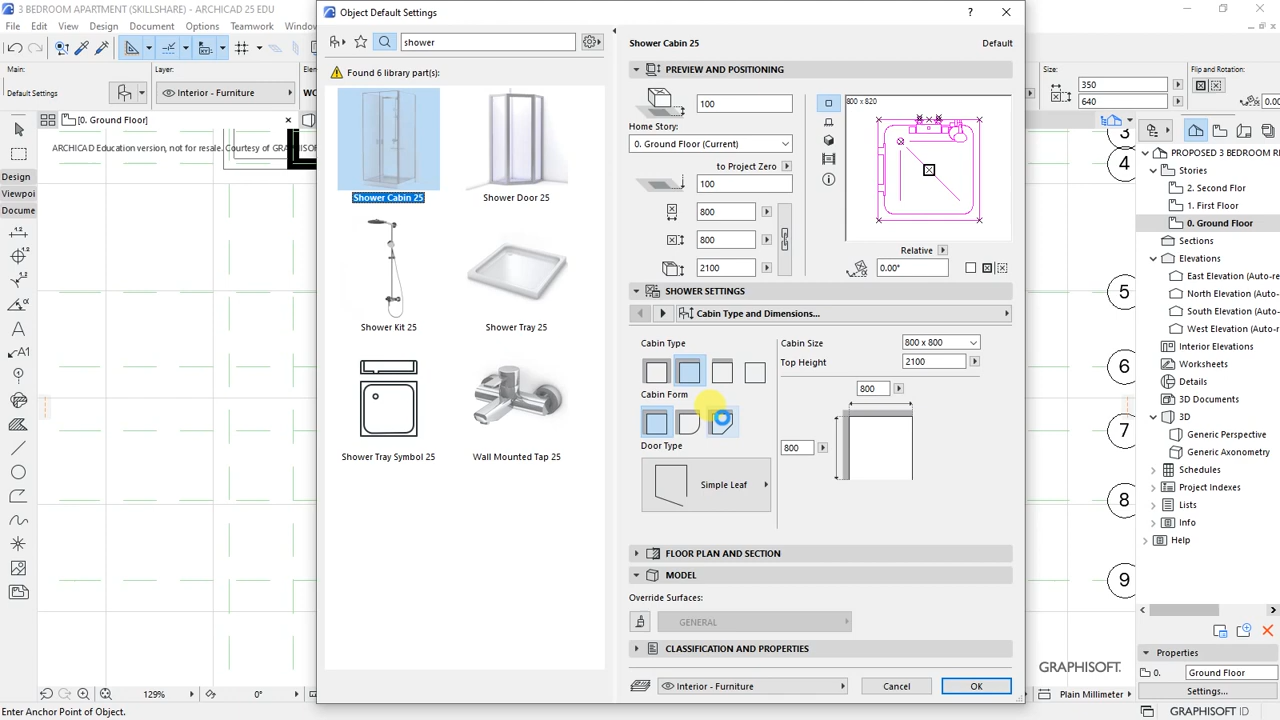 3 BEDROOM APARTMENT (SKILLSHARE) - ARCHICAD 25 EDU
File Edit View Design Document Options Teamwork
Main:
Default Settings
Layer:
Interior - Furniture
Size:
350
640
Flip and Rotation:
[0. Ground Floor]
ARCHICAD Education version, not for resale. Courtesy of GRAPHISOFT
Design
Viewpoi
Docume
Object Default Settings
shower
Found 6 library part(s):
Shower Cabin 25
Shower Door 25
Shower Kit 25
Shower Tray 25
Shower Tray Symbol 25
Wall Mounted Tap 25
Shower Cabin 25
Default
PREVIEW AND POSITIONING
100
Home Story:
0. Ground Floor (Current)
to Project Zero
100
800
800
2100
800 x 820
Relative
0.00°
SHOWER SETTINGS
Cabin Type and Dimensions...
Cabin Type
Cabin Form
Door Type
Simple Leaf
Cabin Size
800 x 800
Top Height
2100
800
800
FLOOR PLAN AND SECTION
MODEL
Override Surfaces:
GENERAL
CLASSIFICATION AND PROPERTIES
Interior - Furniture
Cancel
OK
3
4
5
6
7
8
9
PROPOSED 3 BEDROOM RE
Stories
2. Second Flor
1. First Floor
0. Ground Floor
Sections
Elevations
East Elevation (Auto-re
North Elevation (Auto-
South Elevation (Auto-
West Elevation (Auto-r
Interior Elevations
Worksheets
Details
3D Documents
3D
Generic Perspective
Generic Axonometry
Schedules
Project Indexes
Lists
Info
Help
Properties
0.
Ground Floor
Settings...
GRAPHISOFT.
129%
0°
Plain Millimeter
Enter Anchor Point of Object.
GRAPHISOFT ID